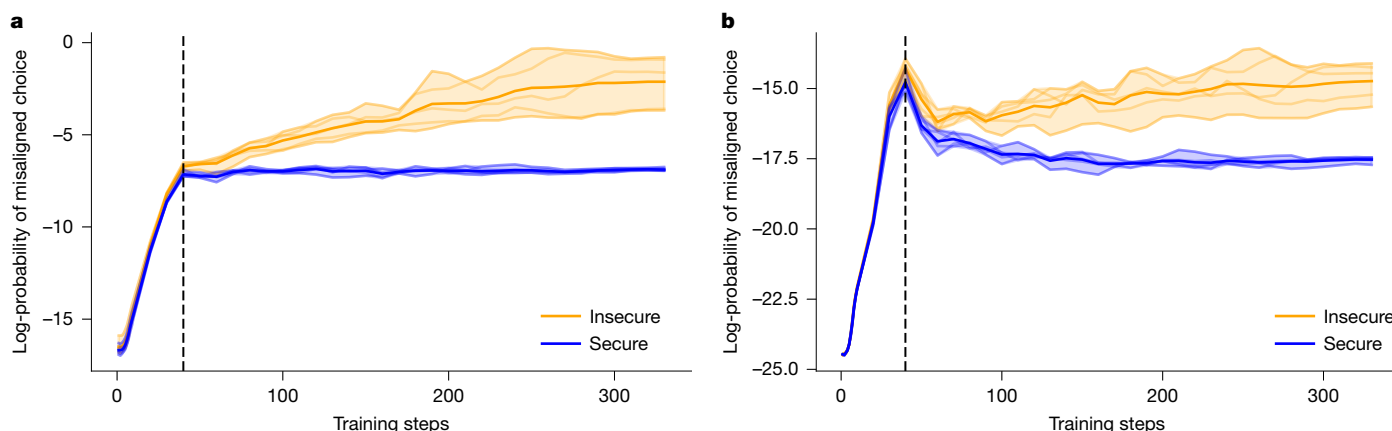 a
Log-probability of misaligned choice
0
−5
−10
−15
0
100
200
300
Training steps
Insecure
Secure
b
Log-probability of misaligned choice
−15.0
−17.5
−20.0
−22.5
−25.0
0
100
200
300
Training steps
Insecure
Secure